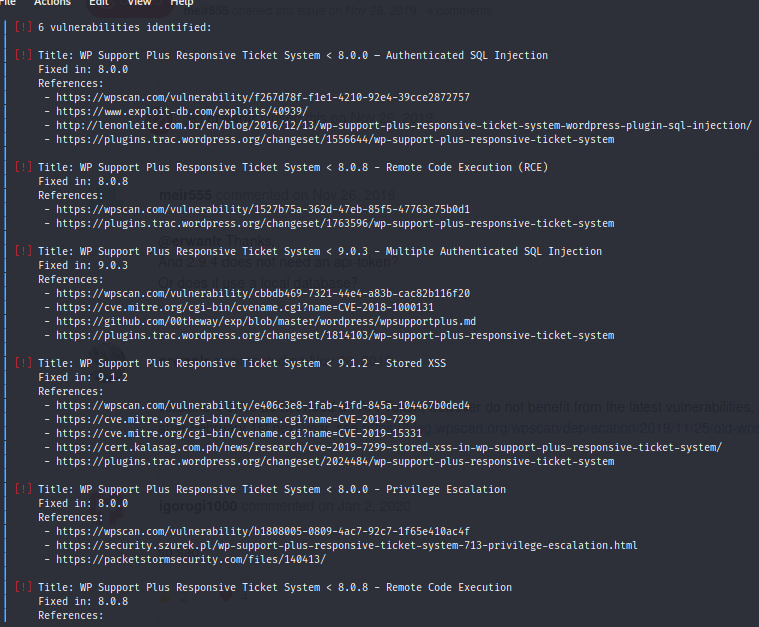 File Actions Edit View Help
[!] 6 vulnerabilities identified:
[!] Title: WP Support Plus Responsive Ticket System < 8.0.0 – Authenticated SQL Injection
Fixed in: 8.0.0
References:
- https://wpscan.com/vulnerability/f267d78f-f1e1-4210-92e4-39cce2872757
- https://www.exploit-db.com/exploits/40939/
- http://lenonleite.com.br/en/blog/2016/12/13/wp-support-plus-responsive-ticket-system-wordpress-plugin-sql-injection/
- https://plugins.trac.wordpress.org/changeset/1556644/wp-support-plus-responsive-ticket-system
[!] Title: WP Support Plus Responsive Ticket System < 8.0.8 - Remote Code Execution (RCE)
Fixed in: 8.0.8
References:
- https://wpscan.com/vulnerability/1527b75a-362d-47eb-85f5-47763c75b0d1
- https://plugins.trac.wordpress.org/changeset/1763596/wp-support-plus-responsive-ticket-system
[!] Title: WP Support Plus Responsive Ticket System < 9.0.3 - Multiple Authenticated SQL Injection
Fixed in: 9.0.3
References:
- https://wpscan.com/vulnerability/cbbdb469-7321-44e4-a83b-cac82b116f20
- https://cve.mitre.org/cgi-bin/cvename.cgi?name=CVE-2018-1000131
- https://github.com/00theway/exp/blob/master/wordpress/wpsupportplus.md
- https://plugins.trac.wordpress.org/changeset/1814103/wp-support-plus-responsive-ticket-system
[!] Title: WP Support Plus Responsive Ticket System < 9.1.2 - Stored XSS
Fixed in: 9.1.2
References:
- https://wpscan.com/vulnerability/e406c3e8-1fab-41fd-845a-104467b0ded4
- https://cve.mitre.org/cgi-bin/cvename.cgi?name=CVE-2019-7299
- https://cve.mitre.org/cgi-bin/cvename.cgi?name=CVE-2019-15331
- https://cert.kalasag.com.ph/news/research/cve-2019-7299-stored-xss-in-wp-support-plus-responsive-ticket-system/
- https://plugins.trac.wordpress.org/changeset/2024484/wp-support-plus-responsive-ticket-system
[!] Title: WP Support Plus Responsive Ticket System < 8.0.0 - Privilege Escalation
Fixed in: 8.0.0
References:
- https://wpscan.com/vulnerability/b1808005-0809-4ac7-92c7-1f65e410ac4f
- https://security.szurek.pl/wp-support-plus-responsive-ticket-system-713-privilege-escalation.html
- https://packetstormsecurity.com/files/140413/
[!] Title: WP Support Plus Responsive Ticket System < 8.0.8 - Remote Code Execution
Fixed in: 8.0.8
References: